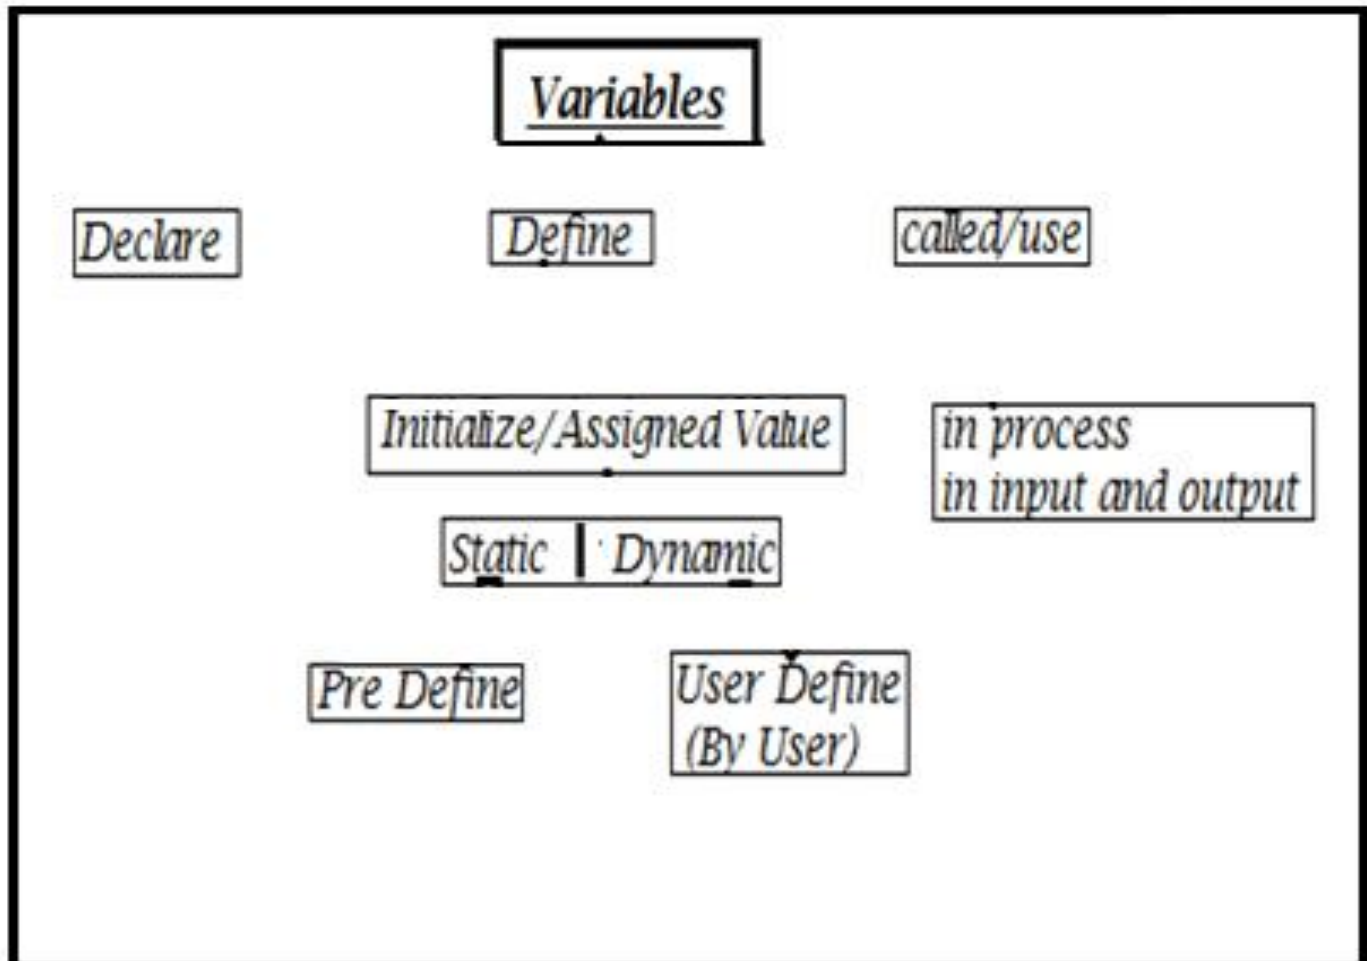 Variables
Declare
Define
called/use
Initialize/Assigned Value
in process
in input and output
Static | Dynamic
Pre Define
User Define
(By User)